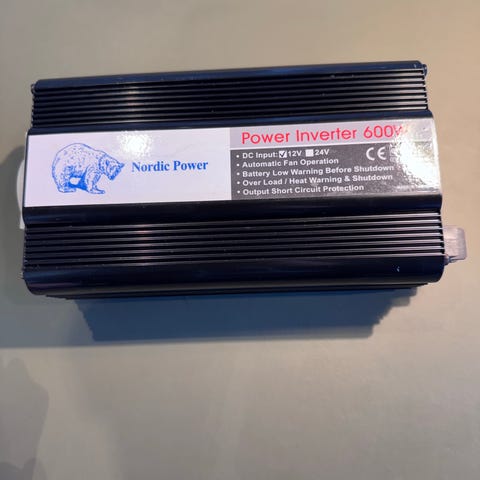 Nordic Power
Power Inverter 600W
• DC Input: ☑12V ☐24V
• Automatic Fan Operation
• Battery Low Warning Before Shutdown
• Over Load / Heat Warning & Shutdown
• Output Short Circuit Protection
CE